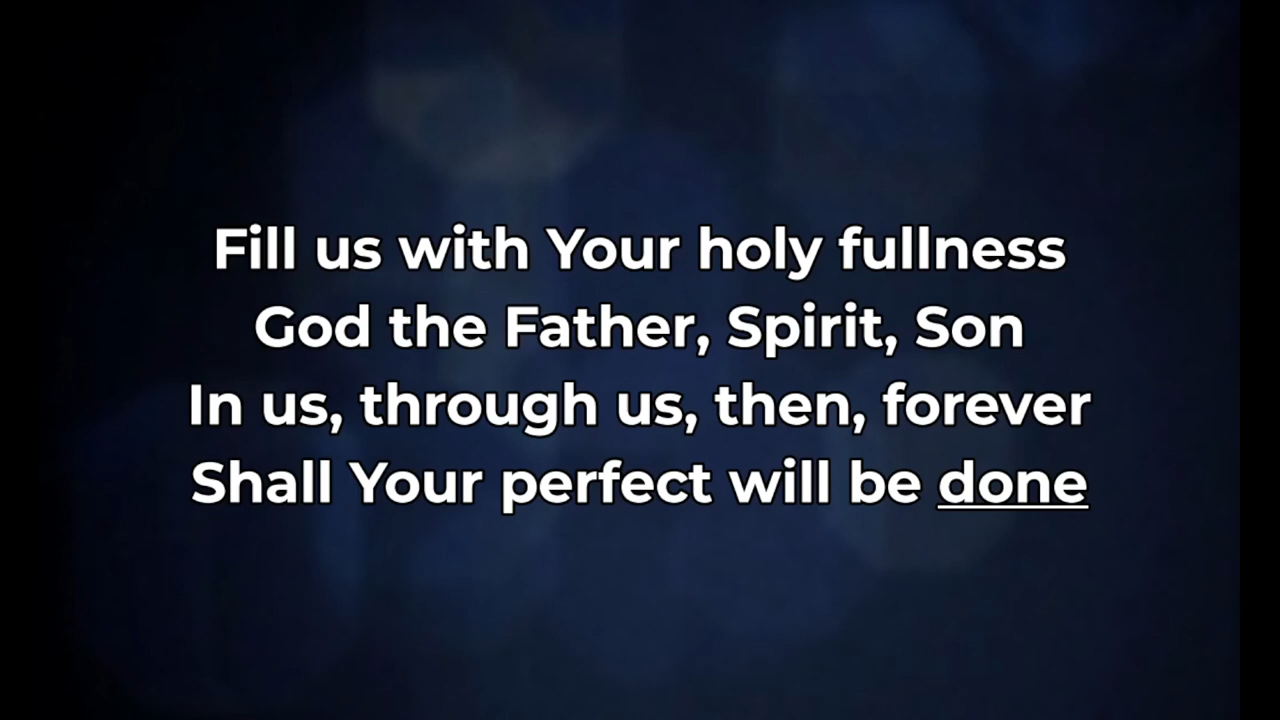 Fill us with Your holy fullness
God the Father, Spirit, Son
In us, through us, then, forever
Shall Your perfect will be done